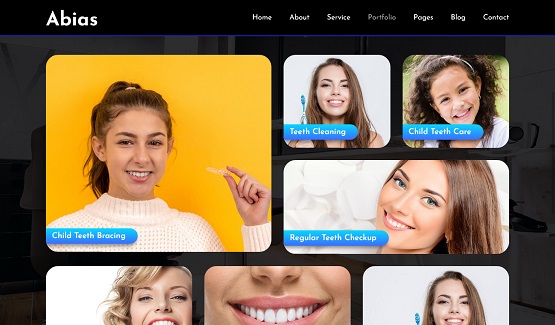 Abias
Home About Service Portfolio Pages Blog Contact
Teeth Cleaning
Child Teeth Care
Child Teeth Bracing
Regular Teeth Checkup